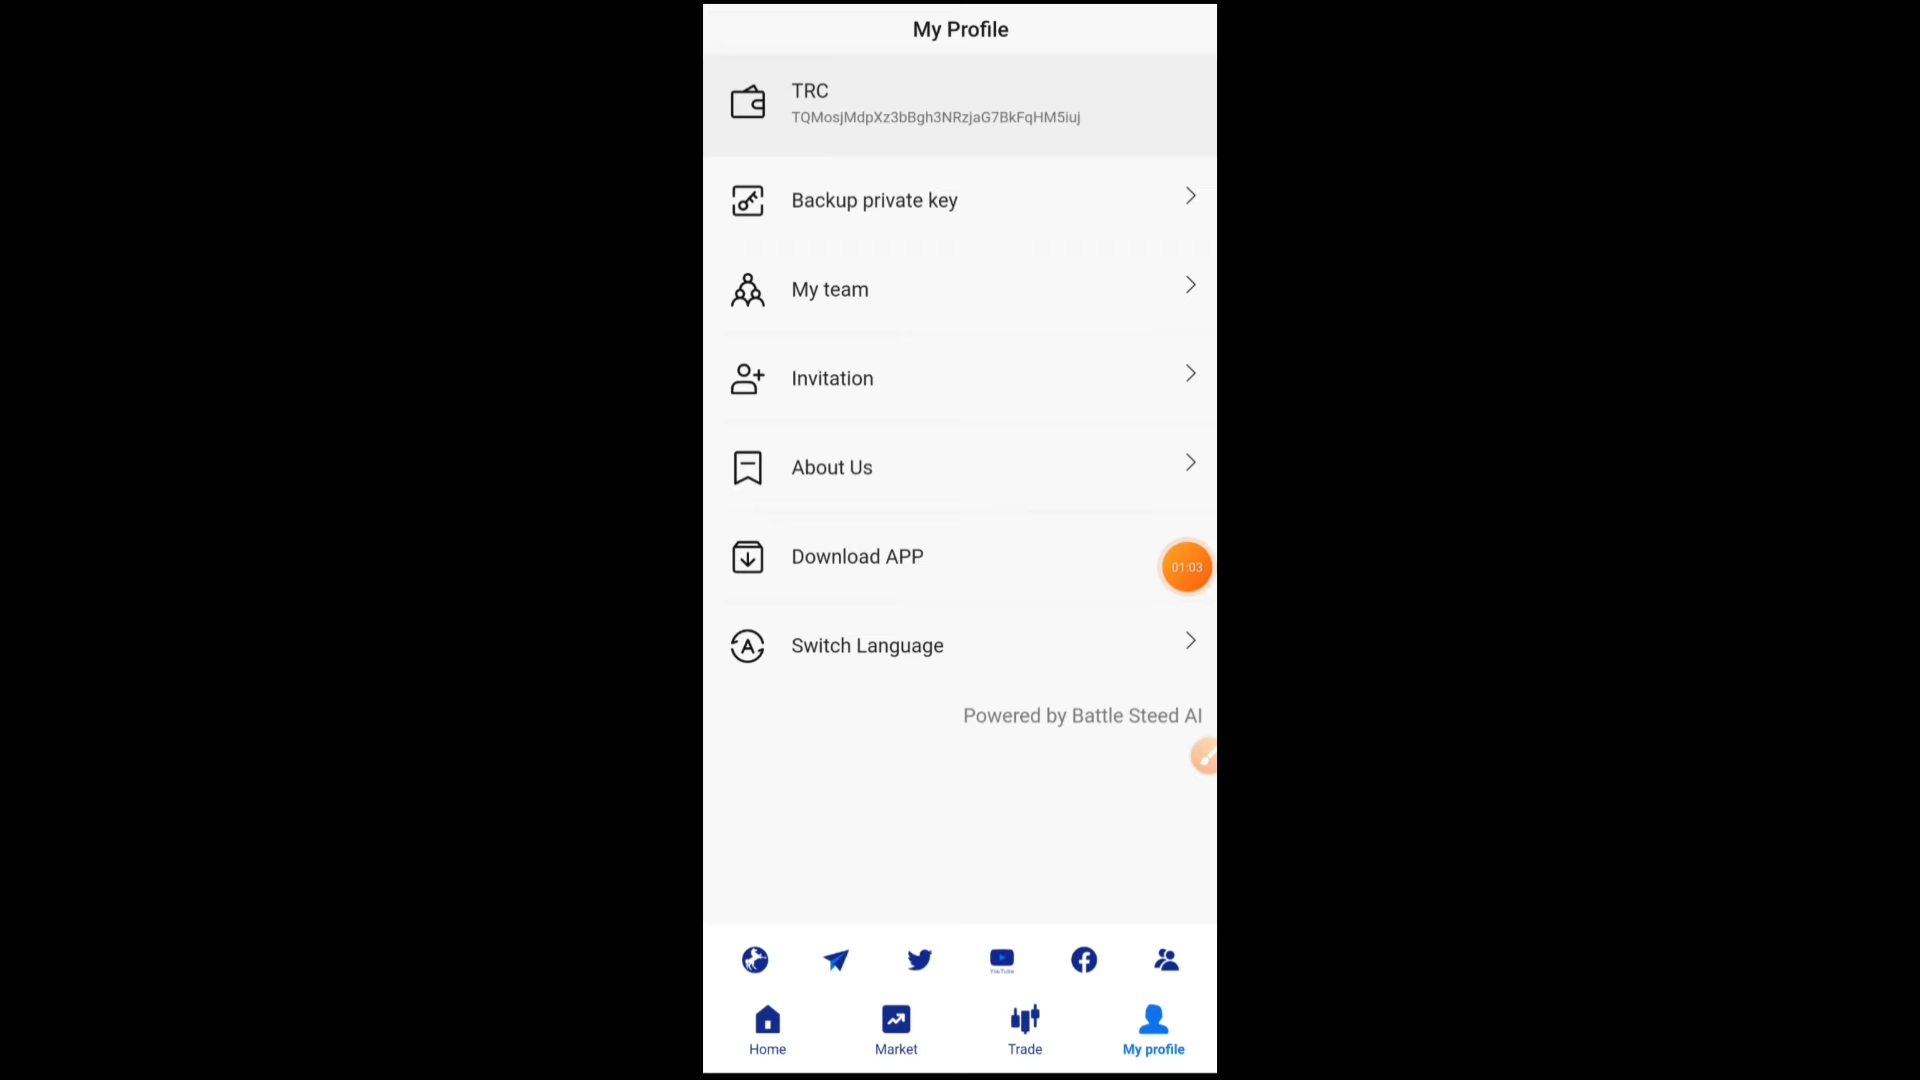 My Profile
TRC
TQMosjMdpXz3bBgh3NRzjaG7BkFqHM5iuj
Backup private key
My team
Invitation
About Us
Download APP
01:03
Switch Language
Powered by Battle Steed AI
YouTube
Home
Market
Trade
My profile